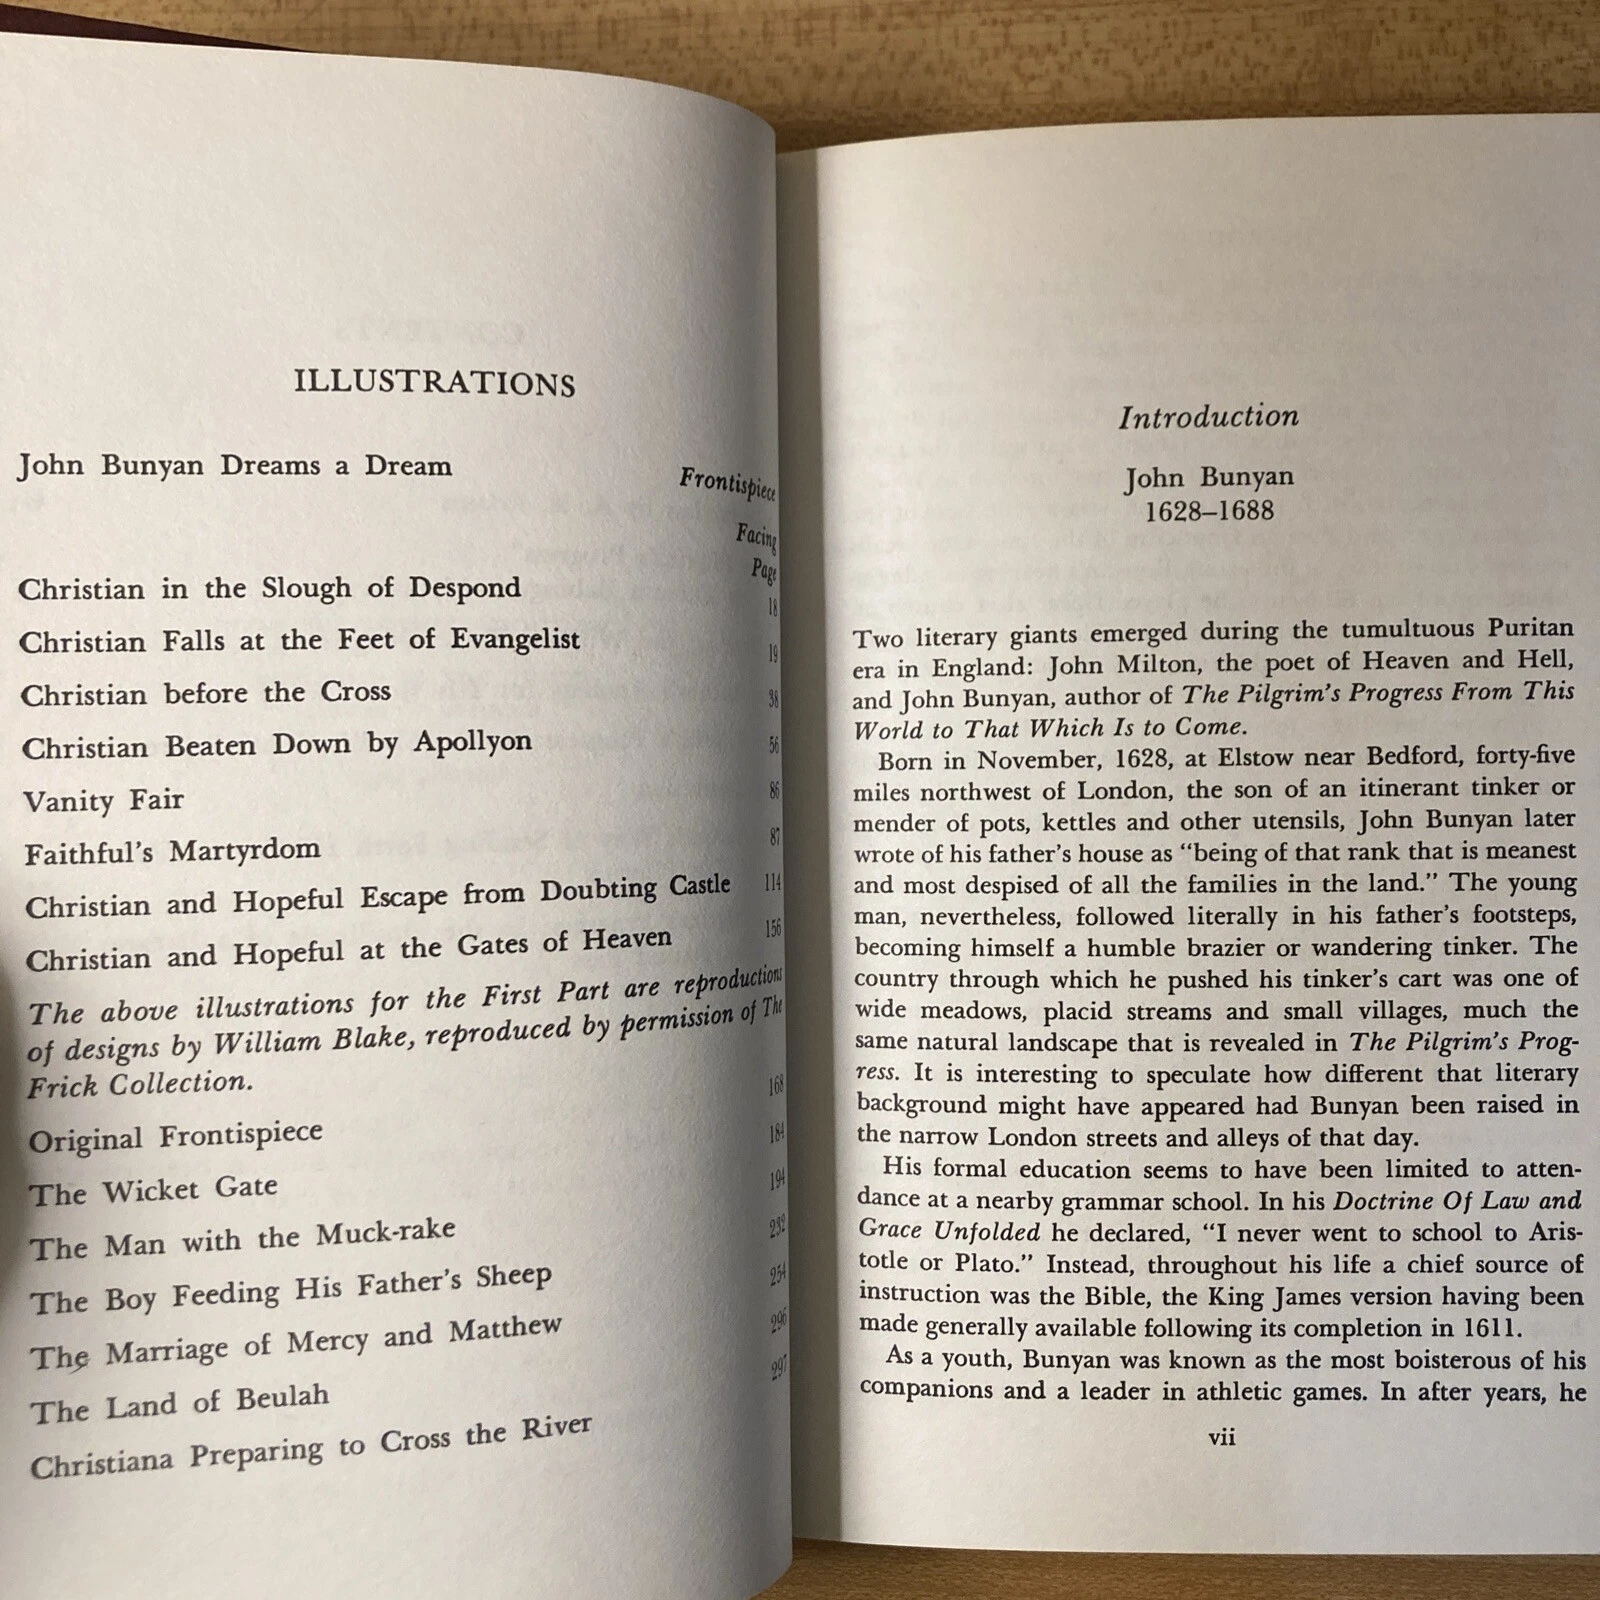 ILLUSTRATIONS
John Bunyan Dreams a Dream Frontispiece
Facing
Page
Christian in the Slough of Despond 18
Christian Falls at the Feet of Evangelist 19
Christian before the Cross 38
Christian Beaten Down by Apollyon 56
Vanity Fair 86
Faithful's Martyrdom 87
Christian and Hopeful Escape from Doubting Castle 114
Christian and Hopeful at the Gates of Heaven 156
The above illustrations for the First Part are reproductions
of designs by William Blake, reproduced by permission of The
Frick Collection.
Original Frontispiece 168
The Wicket Gate 184
The Man with the Muck-rake 194
The Boy Feeding His Father's Sheep 232
The Marriage of Mercy and Matthew 254
The Land of Beulah 296
Christiana Preparing to Cross the River 297
Introduction
John Bunyan
1628–1688
Two literary giants emerged during the tumultuous Puritan
era in England: John Milton, the poet of Heaven and Hell,
and John Bunyan, author of The Pilgrim's Progress From This
World to That Which Is to Come.
Born in November, 1628, at Elstow near Bedford, forty-five
miles northwest of London, the son of an itinerant tinker or
mender of pots, kettles and other utensils, John Bunyan later
wrote of his father's house as "being of that rank that is meanest
and most despised of all the families in the land." The young
man, nevertheless, followed literally in his father's footsteps,
becoming himself a humble brazier or wandering tinker. The
country through which he pushed his tinker's cart was one of
wide meadows, placid streams and small villages, much the
same natural landscape that is revealed in The Pilgrim's Prog-
ress. It is interesting to speculate how different that literary
background might have appeared had Bunyan been raised in
the narrow London streets and alleys of that day.
His formal education seems to have been limited to atten-
dance at a nearby grammar school. In his Doctrine Of Law and
Grace Unfolded he declared, "I never went to school to Aris-
totle or Plato." Instead, throughout his life a chief source of
instruction was the Bible, the King James version having been
made generally available following its completion in 1611.
As a youth, Bunyan was known as the most boisterous of his
companions and a leader in athletic games. In after years, he
vii